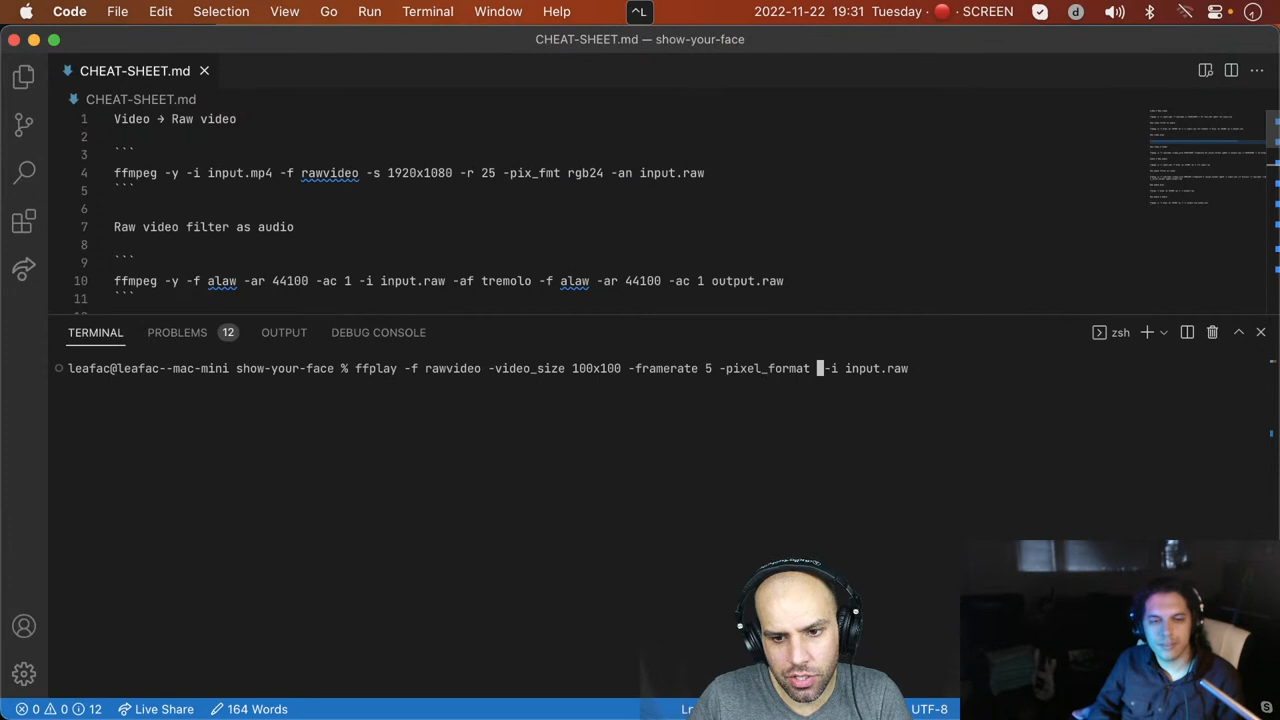 Code File Edit Selection View Go Run Terminal Window Help ^L 2022-11-22 19:31 Tuesday SCREEN
CHEAT-SHEET.md — show-your-face
CHEAT-SHEET.md
CHEAT-SHEET.md
1 Video → Raw video
2
3 ```
4 ffmpeg -y -i input.mp4 -f rawvideo -s 1920x1080 -r 25 -pix_fmt rgb24 -an input.raw
5 ```
6
7 Raw video filter as audio
8
9 ```
10 ffmpeg -y -f alaw -ar 44100 -ac 1 -i input.raw -af tremolo -f alaw -ar 44100 -ac 1 output.raw
11 ```
TERMINAL PROBLEMS 12 OUTPUT DEBUG CONSOLE zsh
leafac@leafac--mac-mini show-your-face % ffplay -f rawvideo -video_size 100x100 -framerate 5 -pixel_format -i input.raw
0 0 12 Live Share 164 Words UTF-8